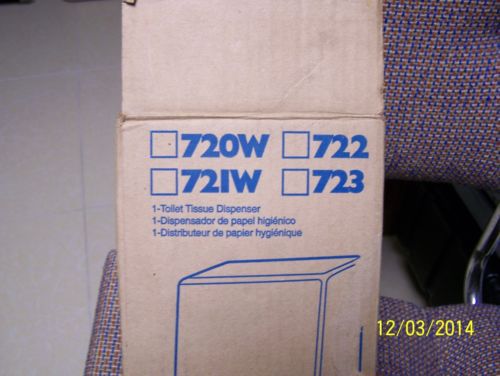 720W 722
721W 723
1-Toilet Tissue Dispenser
1-Dispensador de papel higiénico
1-Distributeur de papier hygiénique
12/03/2014